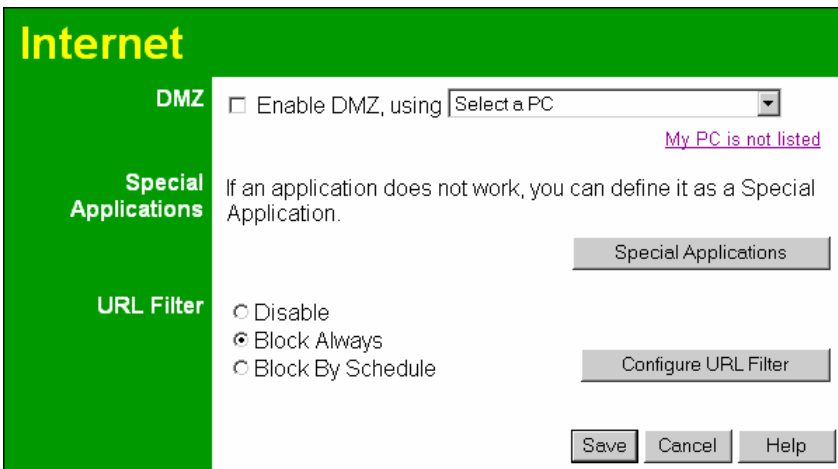 Internet
DMZ
Enable DMZ, using Select a PC
My PC is not listed
Special Applications
If an application does not work, you can define it as a Special
Application.
Special Applications
URL Filter
Disable
Block Always
Block By Schedule
Configure URL Filter
Save Cancel Help